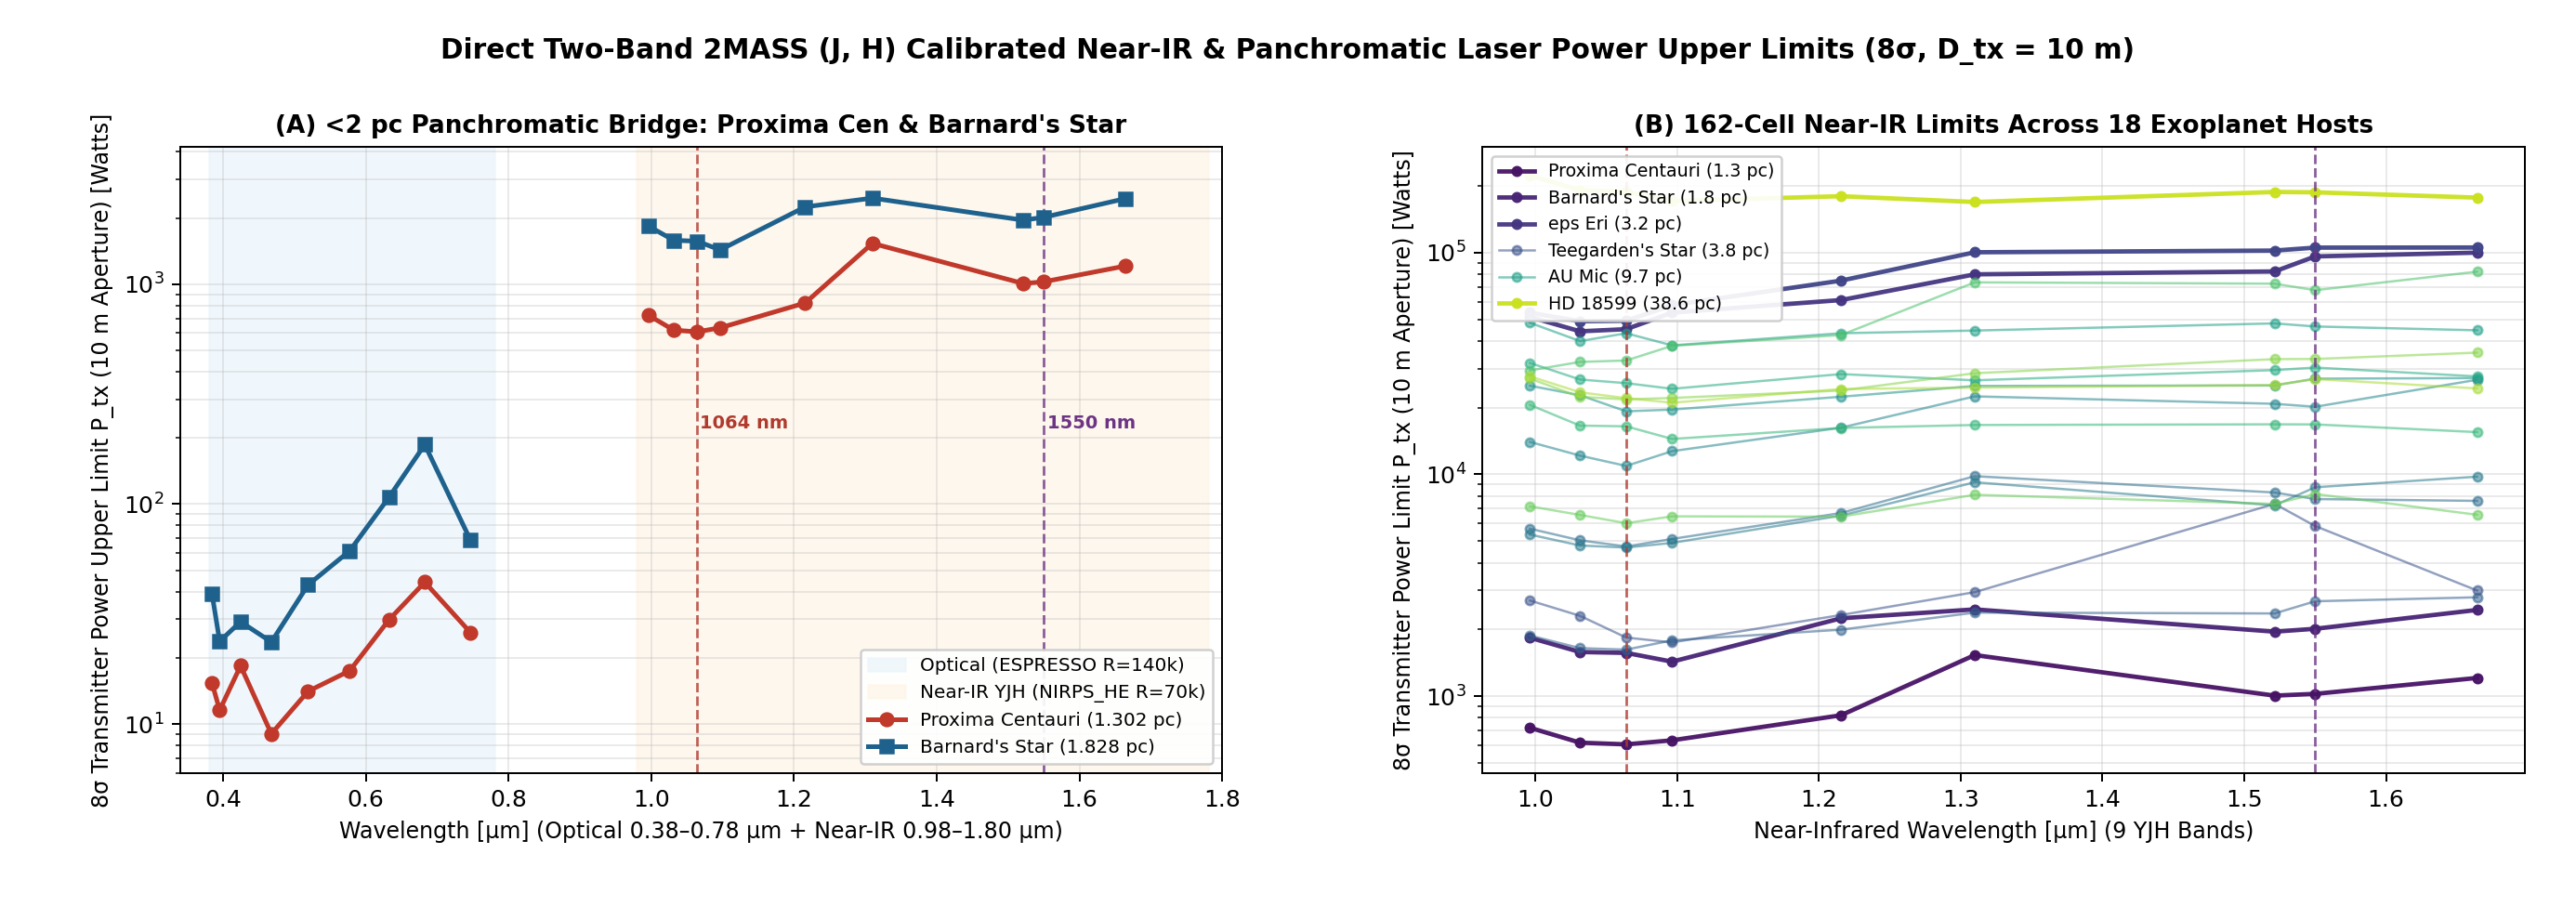 Direct Two-Band 2MASS (J, H) Calibrated Near-IR & Panchromatic Laser Power Upper Limits (8σ, D_tx = 10 m)
(A) <2 pc Panchromatic Bridge: Proxima Cen & Barnard's Star
8σ Transmitter Power Upper Limit P_tx (10 m Aperture) [Watts]
10³
10²
10¹
1064 nm
1550 nm
Optical (ESPRESSO R=140k)
Near-IR YJH (NIRPS_HE R=70k)
Proxima Centauri (1.302 pc)
Barnard's Star (1.828 pc)
0.4 0.6 0.8 1.0 1.2 1.4 1.6 1.8
Wavelength [μm] (Optical 0.38–0.78 μm + Near-IR 0.98–1.80 μm)
(B) 162-Cell Near-IR Limits Across 18 Exoplanet Hosts
8σ Transmitter Power Limit P_tx (10 m Aperture) [Watts]
10⁵
10⁴
10³
Proxima Centauri (1.3 pc)
Barnard's Star (1.8 pc)
eps Eri (3.2 pc)
Teegarden's Star (3.8 pc)
AU Mic (9.7 pc)
HD 18599 (38.6 pc)
1.0 1.1 1.2 1.3 1.4 1.5 1.6
Near-Infrared Wavelength [μm] (9 YJH Bands)